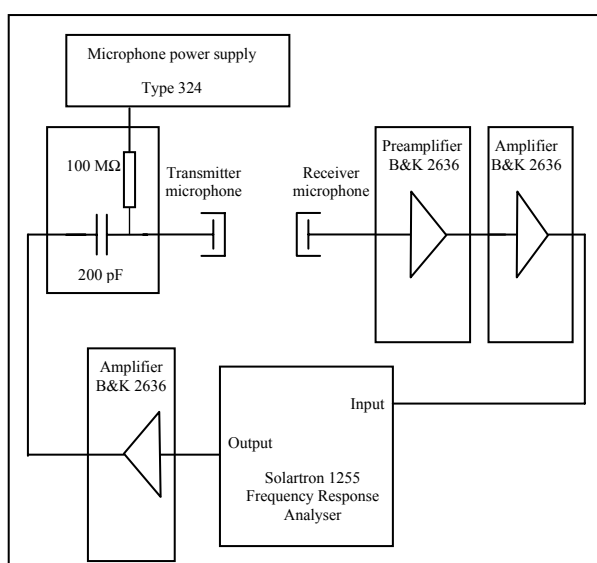 Microphone power supply
Type 324
100 MΩ
200 pF
Transmitter
microphone
Receiver
microphone
Preamplifier
B&K 2636
Amplifier
B&K 2636
Amplifier
B&K 2636
Input
Output
Solartron 1255
Frequency Response
Analyser